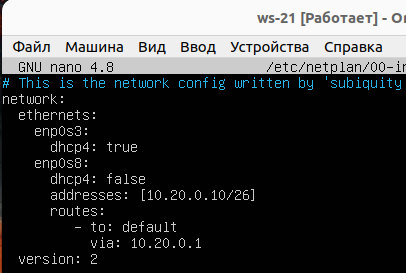 ws-21 [Работает] - Or
Файл Машина Вид Ввод Устройства Справка
GNU nano 4.8 /etc/netplan/00-in
# This is the network config written by 'subiquity
network:
  ethernets:
    enp0s3:
      dhcp4: true
    enp0s8:
      dhcp4: false
      addresses: [10.20.0.10/26]
      routes:
         - to: default
           via: 10.20.0.1
  version: 2